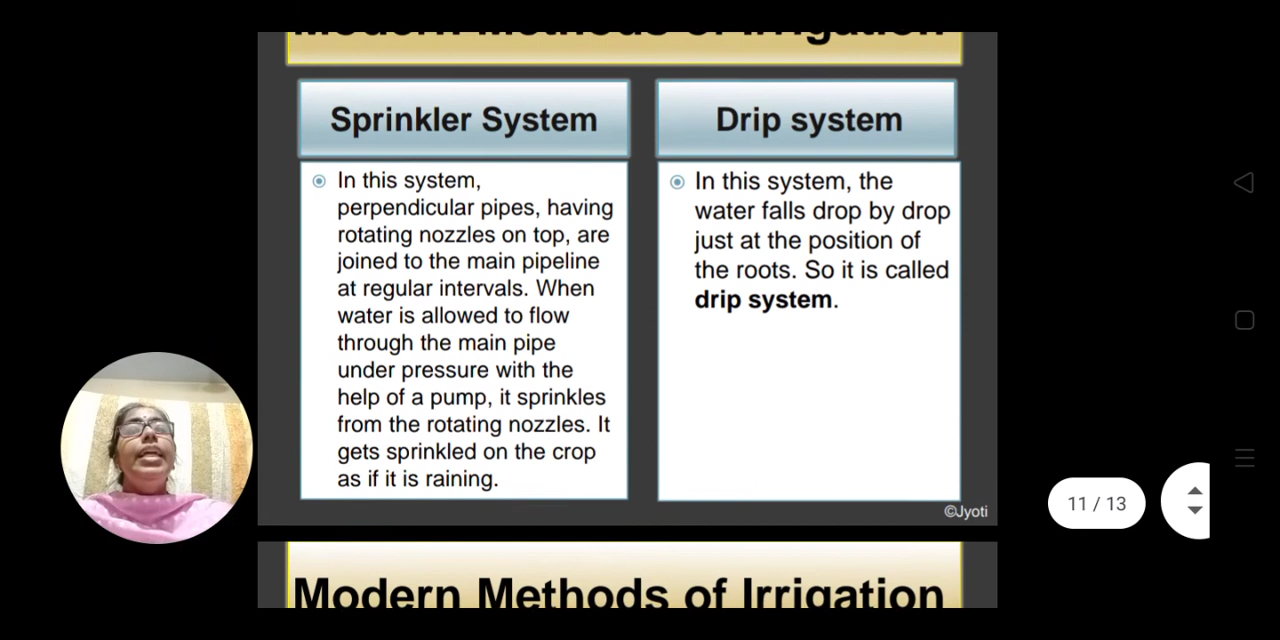 Modern Methods of Irrigation
Sprinkler System
In this system,
perpendicular pipes, having
rotating nozzles on top, are
joined to the main pipeline
at regular intervals. When
water is allowed to flow
through the main pipe
under pressure with the
help of a pump, it sprinkles
from the rotating nozzles. It
gets sprinkled on the crop
as if it is raining.
Drip system
In this system, the
water falls drop by drop
just at the position of
the roots. So it is called
drip system.
©Jyoti
11 / 13
Modern Methods of Irrigation